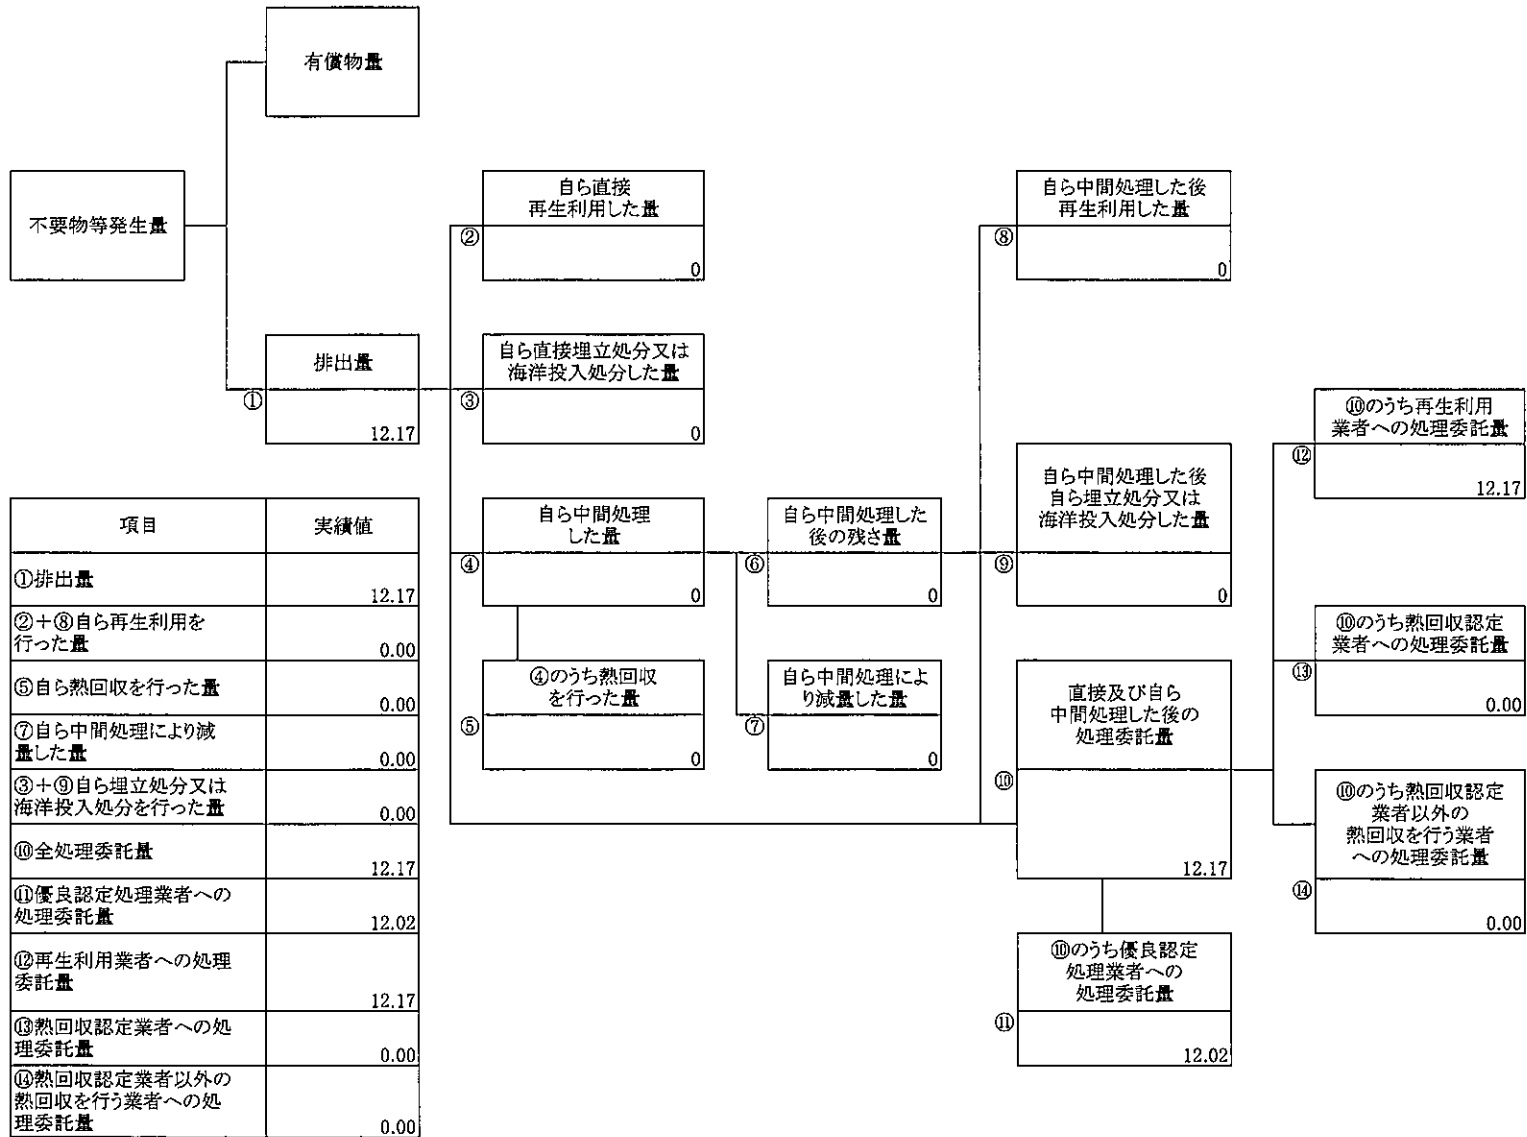 有償物量
不要物等発生量
排出量
①
12.17
自ら直接
再生利用した量
②
0
自ら直接埋立処分又は
海洋投入処分した量
③
0
自ら中間処理
した量
④
0
④のうち熱回収
を行った量
⑤
0
自ら中間処理した
後の残さ量
⑥
0
自ら中間処理によ
り減量した量
⑦
0
自ら中間処理した後
再生利用した量
⑧
0
自ら中間処理した後
自ら埋立処分又は
海洋投入処分した量
⑨
0
直接及び自ら
中間処理した後の
処理委託量
⑩
12.17
⑩のうち優良認定
処理業者への
処理委託量
⑪
12.02
⑩のうち再生利用
業者への処理委託量
⑫
12.17
⑩のうち熱回収認定
業者への処理委託量
⑬
0.00
⑩のうち熱回収認定
業者以外の
熱回収を行う業者
への処理委託量
⑭
0.00
項目 実績値
①排出量
12.17
②+⑧自ら再生利用を
行った量
0.00
⑤自ら熱回収を行った量
0.00
⑦自ら中間処理により減
量した量
0.00
③+⑨自ら埋立処分又は
海洋投入処分を行った量
0.00
⑩全処理委託量
12.17
⑪優良認定処理業者への
処理委託量
12.02
⑫再生利用業者への処理
委託量
12.17
⑬熱回収認定業者への処
理委託量
0.00
⑭熱回収認定業者以外の
熱回収を行う業者への処
理委託量
0.00